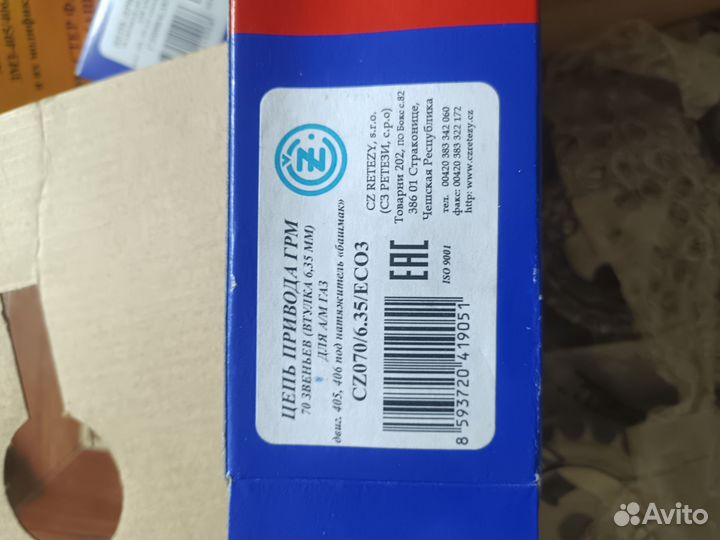 ЦЕПЬ ПРИВОДА ГРМ
70 ЗВЕНЬЕВ (ВТУЛКА 6,35 ММ)
ДЛЯ А/М ГАЗ
двиг. 405, 406 под натяжитель «башмак»
CZ070/6.35/ECO3
CZ RETEZY, s.r.o.
(СЗ РЕТЕЗИ, с.р.о)
Товарни 202, ПО Бокс с.82
386 01 Страконице,
Чешская Республика
тел. 00420 383 342 060
факс: 00420 383 322 172
http: www.czretezy.cz
EAC
ISO 9001
8 593720 419051
ČZ
Avito